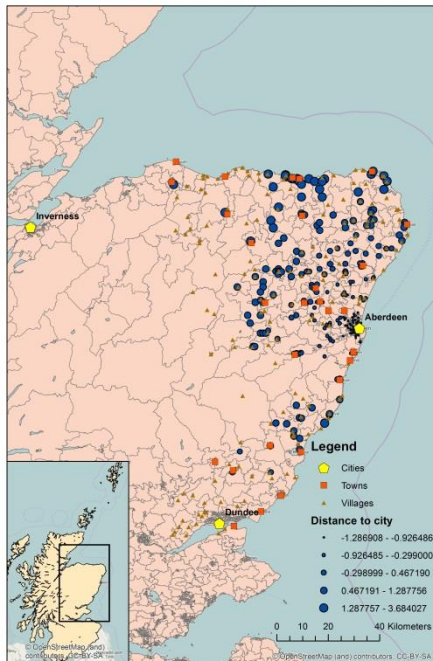 Inverness
Aberdeen
Dundee
Legend
Cities
Towns
Villages
Distance to city
-1.286908 - -0.926486
-0.926485 - -0.299000
-0.298999 - 0.467190
0.467191 - 1.287756
1.287757 - 3.684027
0 10 20 40 Kilometers
© OpenStreetMap (and)
contributors, CC-BY-SA
© OpenStreetMap (and) contributors, CC-BY-SA